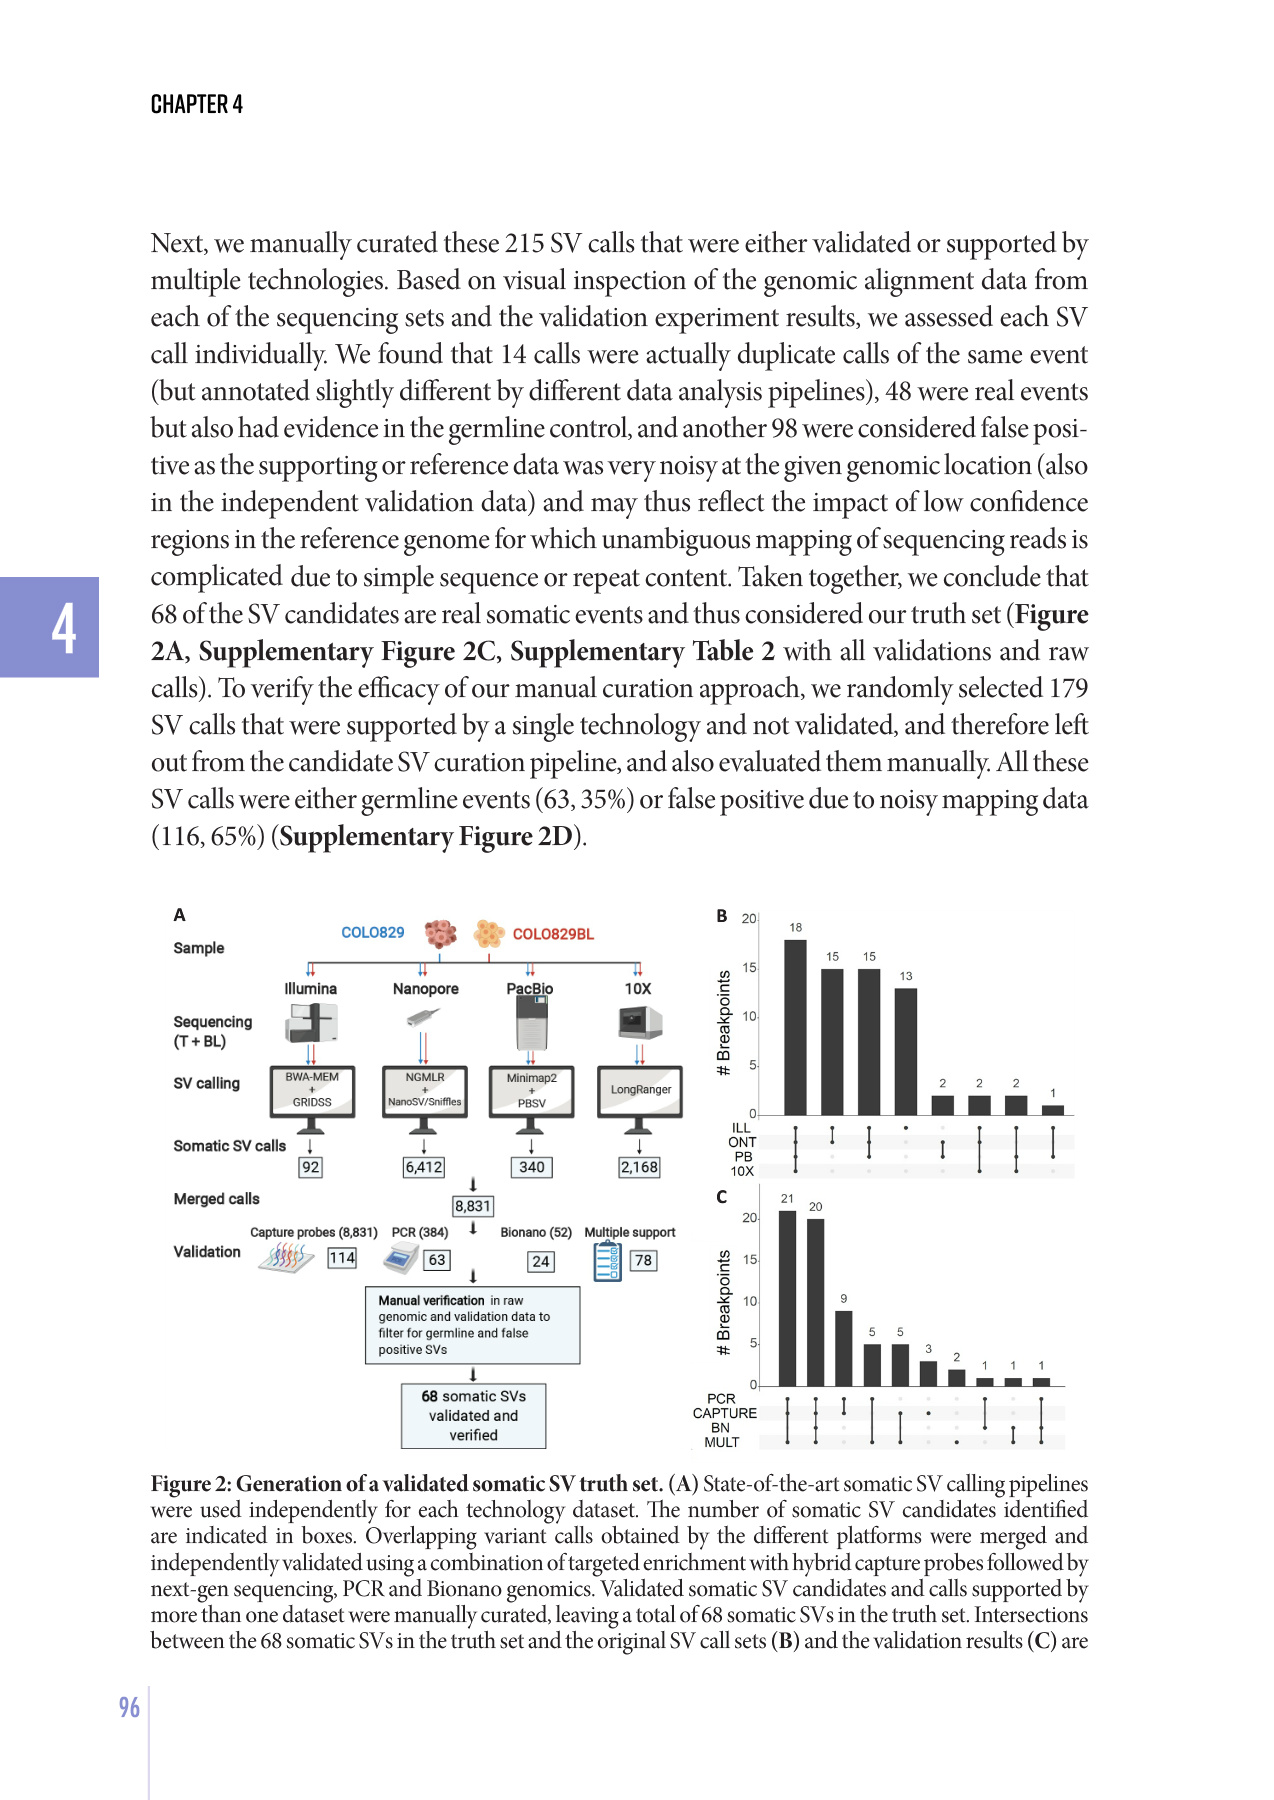 CHAPTER 4
Next, we manually curated these 215 SV calls that were either validated or supported by
multiple technologies. Based on visual inspection of the genomic alignment data from
each of the sequencing sets and the validation experiment results, we assessed each SV
call individually. We found that 14 calls were actually duplicate calls of the same event
(but annotated slightly different by different data analysis pipelines), 48 were real events
but also had evidence in the germline control, and another 98 were considered false posi-
tive as the supporting or reference data was very noisy at the given genomic location (also
in the independent validation data) and may thus reflect the impact of low confidence
regions in the reference genome for which unambiguous mapping of sequencing reads is
complicated due to simple sequence or repeat content. Taken together, we conclude that
68 of the SV candidates are real somatic events and thus considered our truth set (Figure
2A, Supplementary Figure 2C, Supplementary Table 2 with all validations and raw
calls). To verify the efficacy of our manual curation approach, we randomly selected 179
SV calls that were supported by a single technology and not validated, and therefore left
out from the candidate SV curation pipeline, and also evaluated them manually. All these
SV calls were either germline events (63, 35%) or false positive due to noisy mapping data
(116, 65%) (Supplementary Figure 2D).
4
A
Sample
COLO829
COLO829BL
Illumina
Nanopore
PacBio
10X
Sequencing
(T + BL)
SV calling
BWA-MEM
+
GRIDSS
NGMLR
+
NanoSV/Sniffles
Minimap2
+
PBSV
LongRanger
Somatic SV calls
92
6,412
340
2,168
Merged calls
8,831
Capture probes (8,831)
PCR (384)
Bionano (52)
Multiple support
Validation
114
63
24
78
Manual verification in raw
genomic and validation data to
filter for germline and false
positive SVs
68 somatic SVs
validated and
verified
B
# Breakpoints
20
15
10
5
0
18
15
15
13
2
2
2
1
ILL
ONT
PB
10X
C
# Breakpoints
20
15
10
5
0
21
20
9
5
5
3
2
1
1
1
PCR
CAPTURE
BN
MULT
Figure 2: Generation of a validated somatic SV truth set. (A) State-of-the-art somatic SV calling pipelines
were used independently for each technology dataset. The number of somatic SV candidates identified
are indicated in boxes. Overlapping variant calls obtained by the different platforms were merged and
independently validated using a combination of targeted enrichment with hybrid capture probes followed by
next-gen sequencing, PCR and Bionano genomics. Validated somatic SV candidates and calls supported by
more than one dataset were manually curated, leaving a total of 68 somatic SVs in the truth set. Intersections
between the 68 somatic SVs in the truth set and the original SV call sets (B) and the validation results (C) are
96